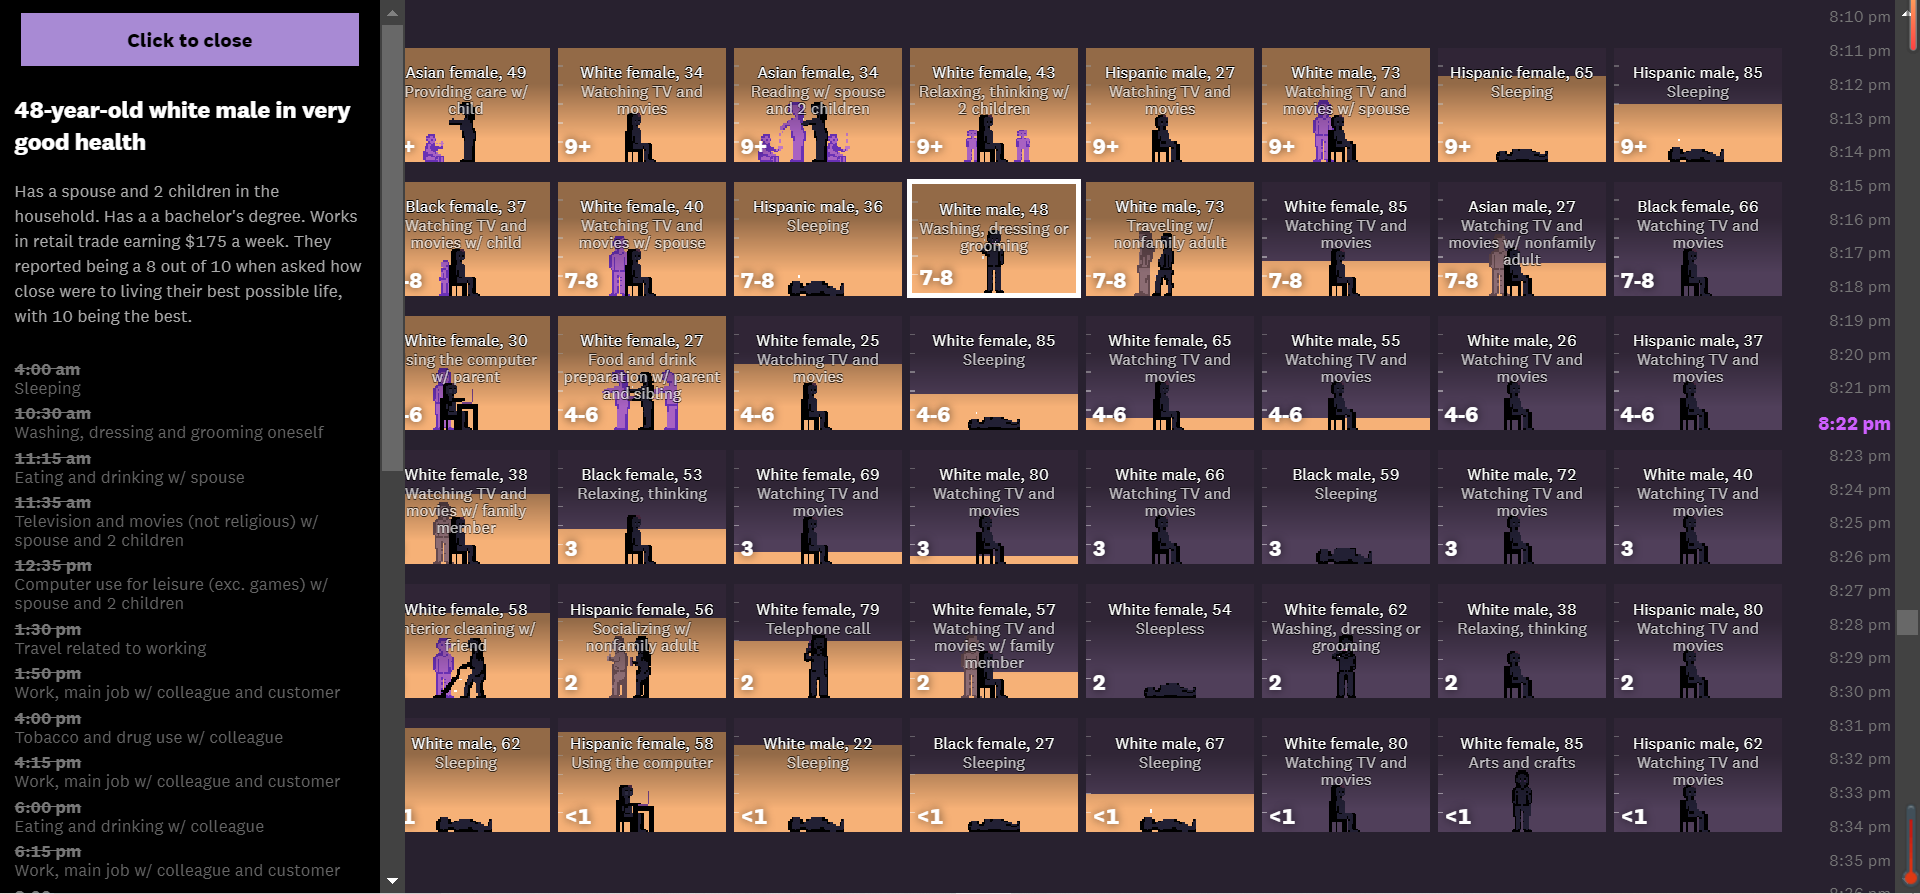 Click to close
48-year-old white male in very
good health
Has a spouse and 2 children in the
household. Has a a bachelor's degree. Works
in retail trade earning $175 a week. They
reported being a 8 out of 10 when asked how
close were to living their best possible life,
with 10 being the best.
4:00 am
Sleeping
10:30 am
Washing, dressing and grooming oneself
11:15 am
Eating and drinking w/ spouse
11:35 am
Television and movies (not religious) w/
spouse and 2 children
12:35 pm
Computer use for leisure (exc. games) w/
spouse and 2 children
1:30 pm
Travel related to working
1:50 pm
Work, main job w/ colleague and customer
4:00 pm
Tobacco and drug use w/ colleague
4:15 pm
Work, main job w/ colleague and customer
6:00 pm
Eating and drinking w/ colleague
6:15 pm
Work, main job w/ colleague and customer
Asian female, 49
Providing care w/
child
+
White female, 34
Watching TV and
movies
9+
Asian female, 34
Reading w/ spouse
and 2 children
9+
White female, 43
Relaxing, thinking w/
2 children
9+
Hispanic male, 27
Watching TV and
movies
9+
White male, 73
Watching TV and
movies w/ spouse
9+
Hispanic female, 65
Sleeping
9+
Hispanic male, 85
Sleeping
9+
Black female, 37
Watching TV and
movies w/ child
-8
White female, 40
Watching TV and
movies w/ spouse
7-8
Hispanic male, 36
Sleeping
7-8
White male, 48
Washing, dressing or
grooming
7-8
White male, 73
Traveling w/
nonfamily adult
7-8
White female, 85
Watching TV and
movies
7-8
Asian male, 27
Watching TV and
movies w/ nonfamily
adult
7-8
Black female, 66
Watching TV and
movies
7-8
White female, 30
sing the computer
w/ parent
-6
White female, 27
Food and drink
preparation w/ parent
and sibling
4-6
White female, 25
Watching TV and
movies
4-6
White female, 85
Sleeping
4-6
White female, 65
Watching TV and
movies
4-6
White male, 55
Watching TV and
movies
4-6
White male, 26
Watching TV and
movies
4-6
Hispanic male, 37
Watching TV and
movies
4-6
White female, 38
Watching TV and
movies w/ family
member
Black female, 53
Relaxing, thinking
3
White female, 69
Watching TV and
movies
3
White male, 80
Watching TV and
movies
3
White male, 66
Watching TV and
movies
3
Black male, 59
Sleeping
3
White male, 72
Watching TV and
movies
3
White male, 40
Watching TV and
movies
3
White female, 58
nterior cleaning w/
friend
Hispanic female, 56
Socializing w/
nonfamily adult
2
White female, 79
Telephone call
2
White female, 57
Watching TV and
movies w/ family
member
2
White female, 54
Sleepless
2
White female, 62
Washing, dressing or
grooming
2
White male, 38
Relaxing, thinking
2
Hispanic male, 80
Watching TV and
movies
2
White male, 62
Sleeping
1
Hispanic female, 58
Using the computer
<1
White male, 22
Sleeping
<1
Black female, 27
Sleeping
<1
White male, 67
Sleeping
<1
White female, 80
Watching TV and
movies
<1
White female, 85
Arts and crafts
<1
Hispanic male, 62
Watching TV and
movies
<1
8:10 pm
8:11 pm
8:12 pm
8:13 pm
8:14 pm
8:15 pm
8:16 pm
8:17 pm
8:18 pm
8:19 pm
8:20 pm
8:21 pm
8:22 pm
8:23 pm
8:24 pm
8:25 pm
8:26 pm
8:27 pm
8:28 pm
8:29 pm
8:30 pm
8:31 pm
8:32 pm
8:33 pm
8:34 pm
8:35 pm